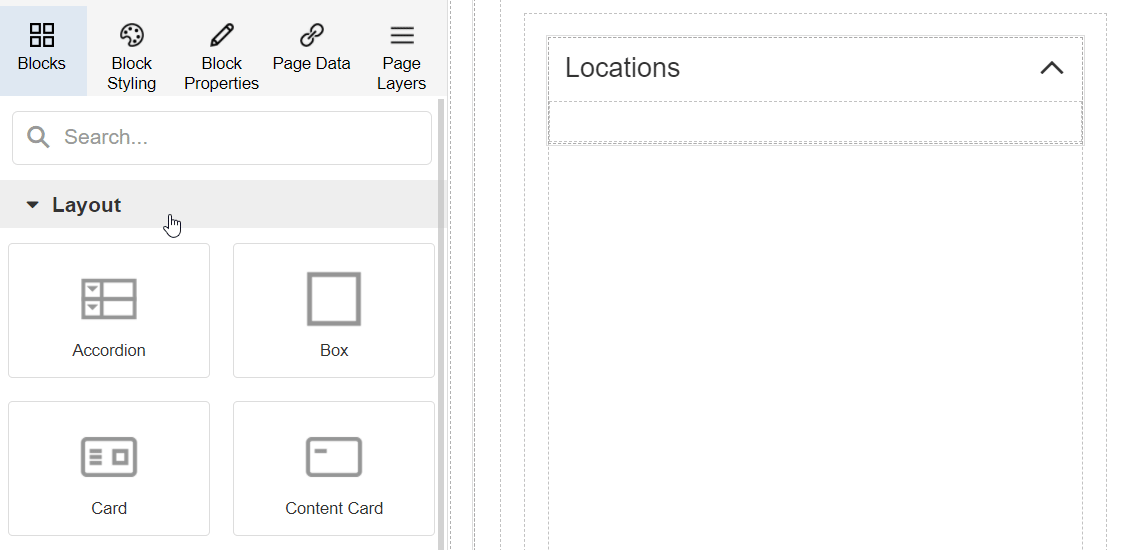 Blocks
Block Styling
Block Properties
Page Data
Page Layers
Search...
Layout
Accordion
Box
Card
Content Card
Locations